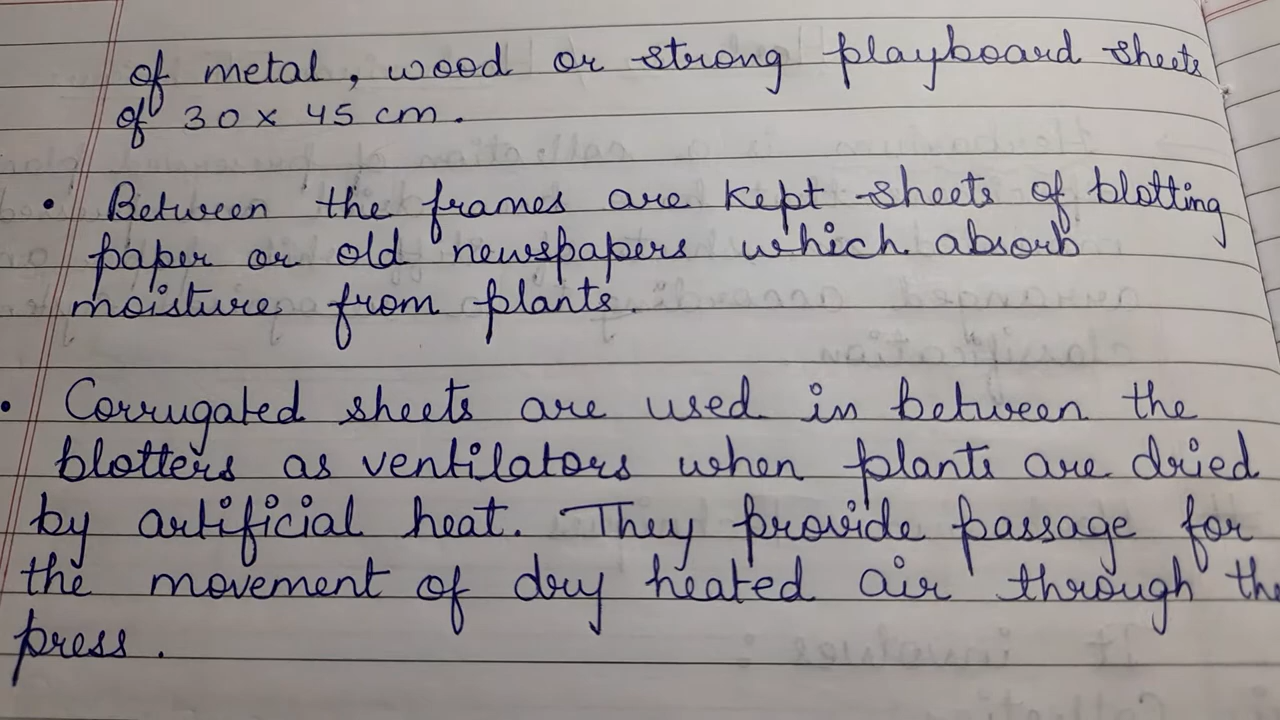 of metal, wood or strong playboard sheets
of 30 x 45 cm.
• Between the frames are kept sheets of blotting
paper or old newspapers which absorb
moisture from plants.
• Corrugated sheets are used in between the
blotters as ventilators when plants are dried
by artificial heat. They provide passage for
the movement of dry heated air through the
press.